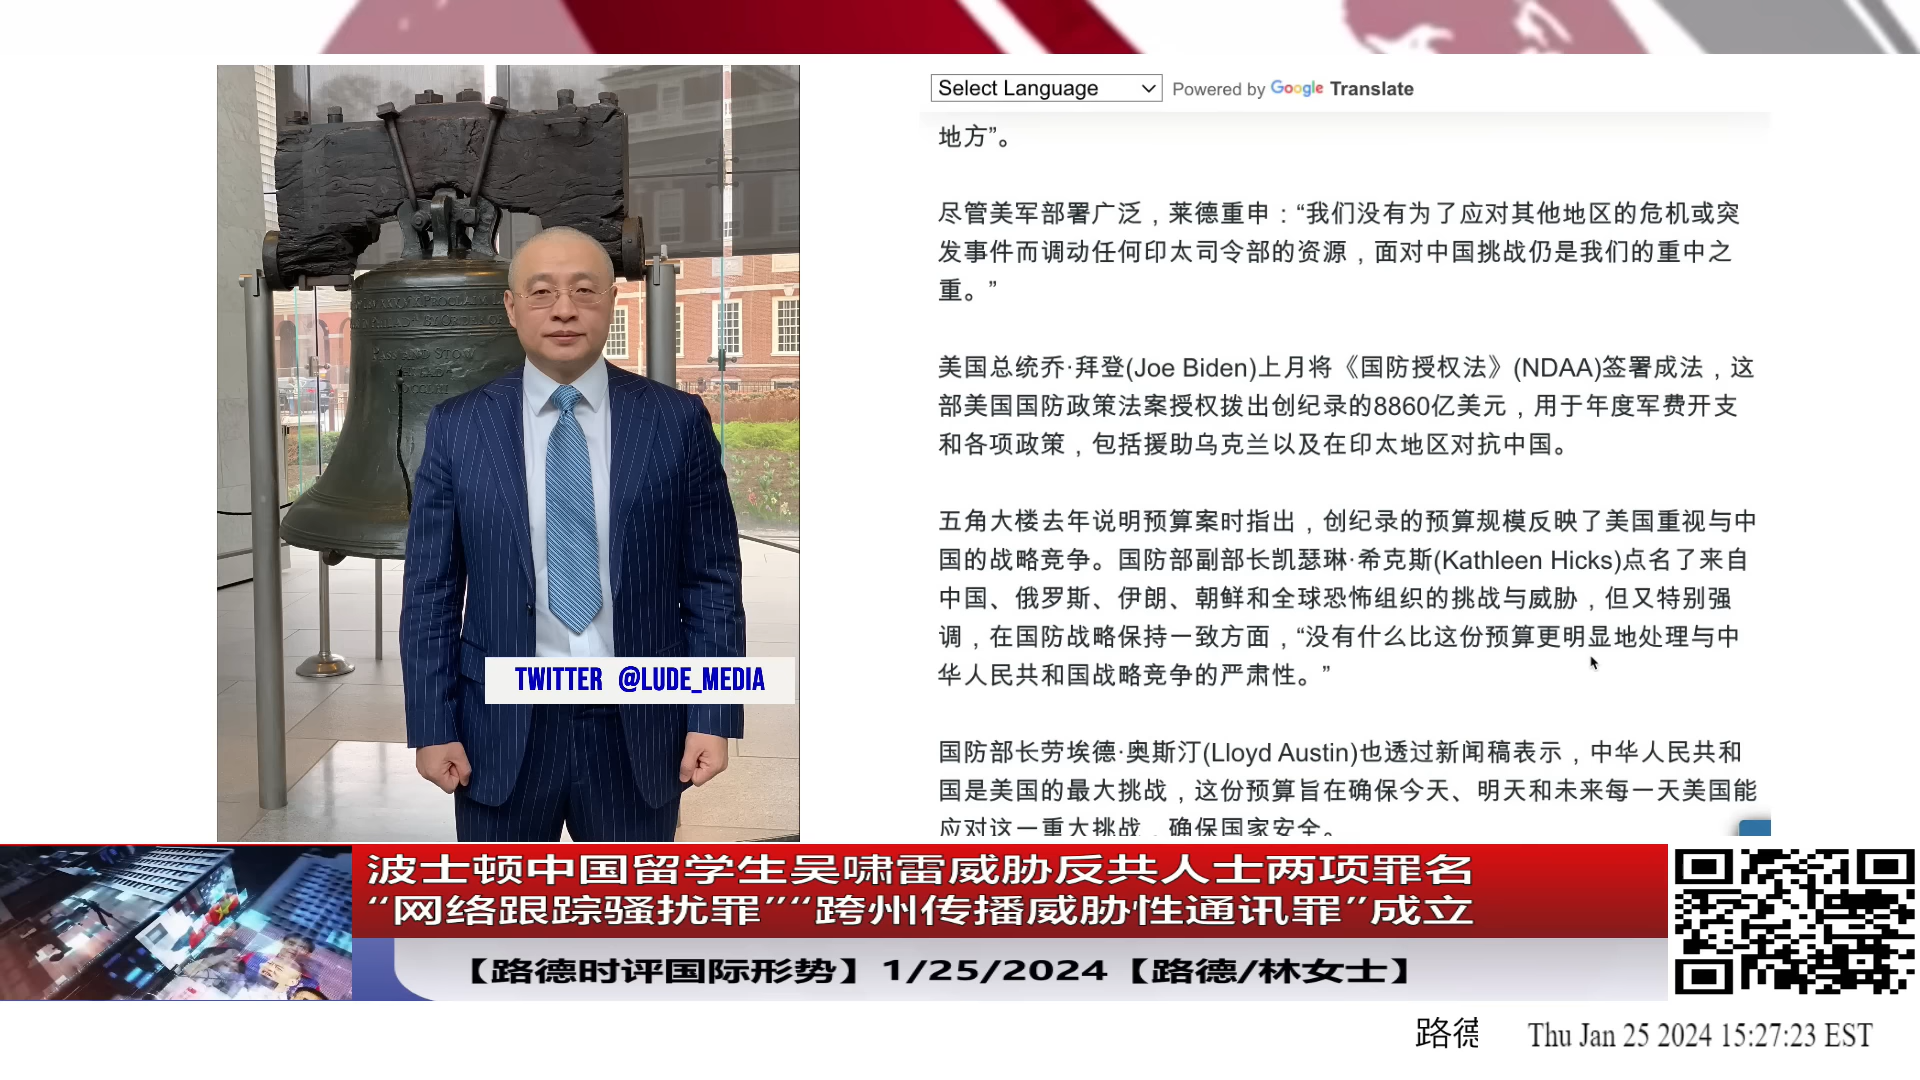 Select Language
Powered by Google Translate
地方”。
尽管美军部署广泛，莱德重申：“我们没有为了应对其他地区的危机或突
发事件而调动任何印太司令部的资源，面对中国挑战仍是我们的重中之
重。”
美国总统乔·拜登(Joe Biden)上月将《国防授权法》(NDAA)签署成法，这
部美国国防政策法案授权拨出创纪录的8860亿美元，用于年度军费开支
和各项政策，包括援助乌克兰以及在印太地区对抗中国。
五角大楼去年说明预算案时指出，创纪录的预算规模反映了美国重视与中
国的战略竞争。国防部副部长凯瑟琳·希克斯(Kathleen Hicks)点名了来自
中国、俄罗斯、伊朗、朝鲜和全球恐怖组织的挑战与威胁，但又特别强
调，在国防战略保持一致方面，“没有什么比这份预算更明显地处理与中
华人民共和国战略竞争的严肃性。”
国防部长劳埃德·奥斯汀(Lloyd Austin)也透过新闻稿表示，中华人民共和
国是美国的最大挑战，这份预算旨在确保今天、明天和未来每一天美国能
应对这一重大挑战，确保国家安全。
PASS AND STOW
TWITTER @LUDE_MEDIA
波士顿中国留学生吴啸雷威胁反共人士两项罪名
“网络跟踪骚扰罪”“跨州传播威胁性通讯罪”成立
【路德时评国际形势】1/25/2024【路德/林女士】
路德
Thu Jan 25 2024 15:27:23 EST